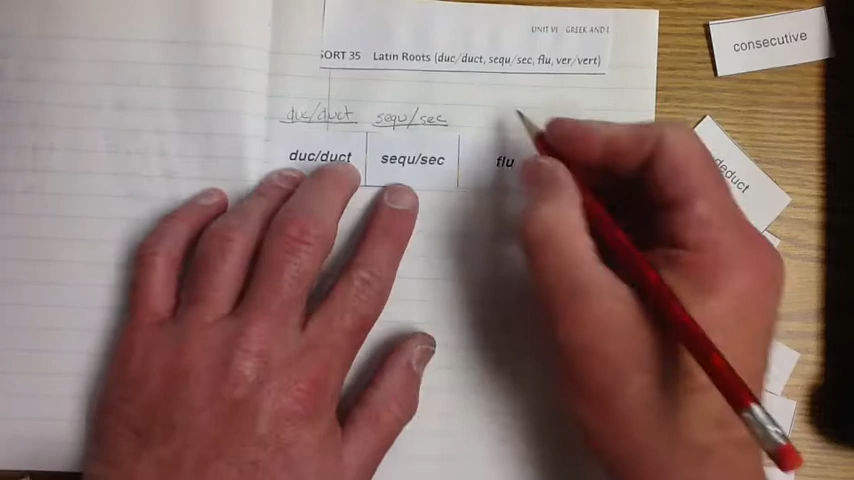 UNIT VI GREEK AND
SORT 35 Latin Roots (duc/duct, sequ/sec, flu, ver/vert)
consecutive
duc/duct sequ/sec
duc/duct sequ/sec flu
deduct